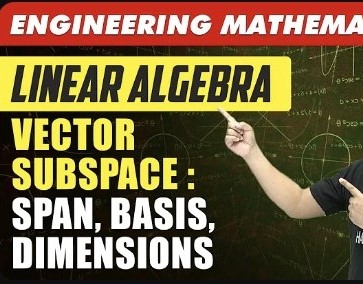 ENGINEERING MATHEMA
LINEAR ALGEBRA
VECTOR
SUBSPACE :
SPAN, BASIS,
DIMENSIONS